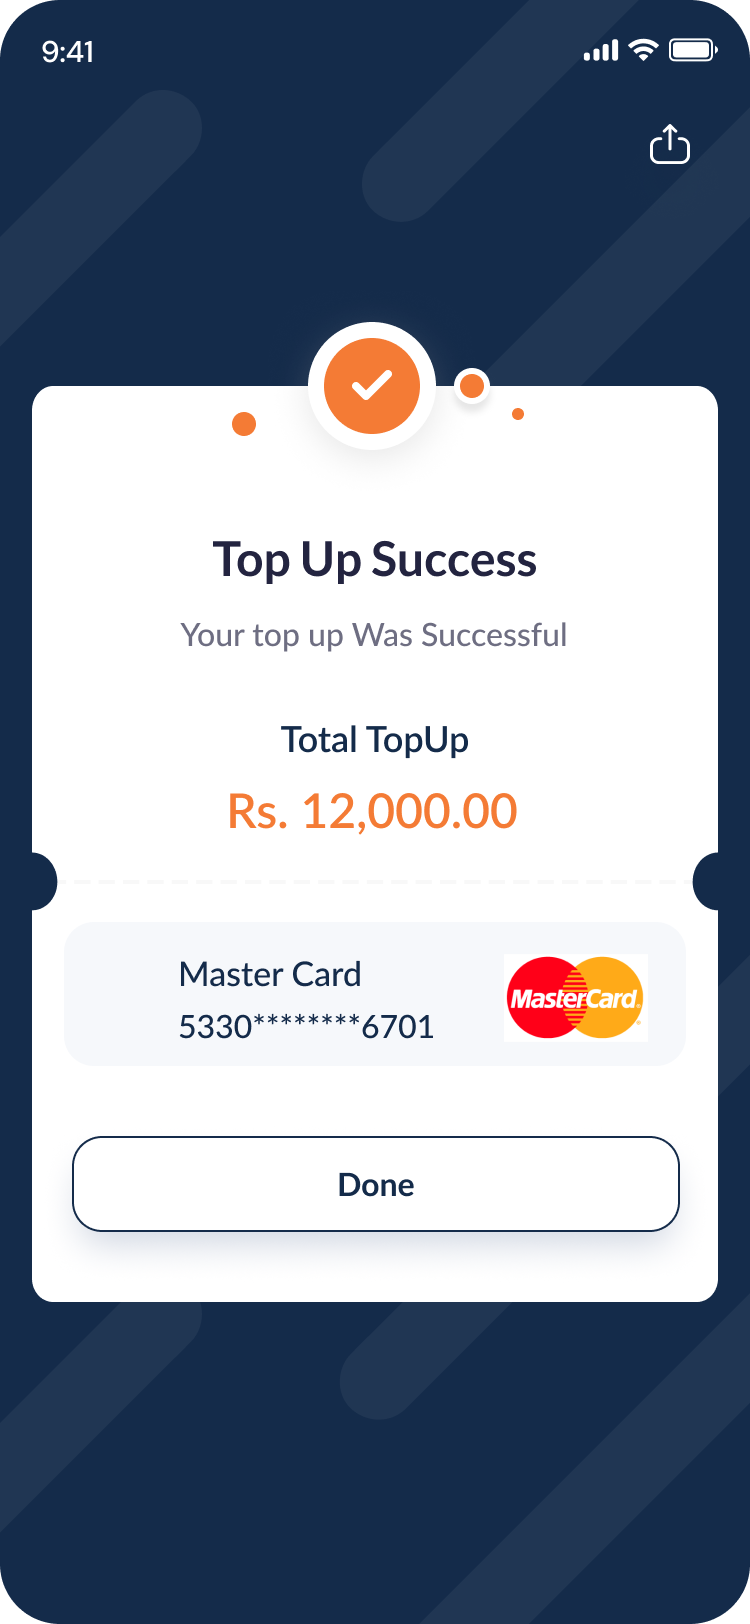 9:41
Top Up Success
Your top up Was Successful
Total TopUp
Rs. 12,000.00
Master Card
5330********6701
MasterCard
Done